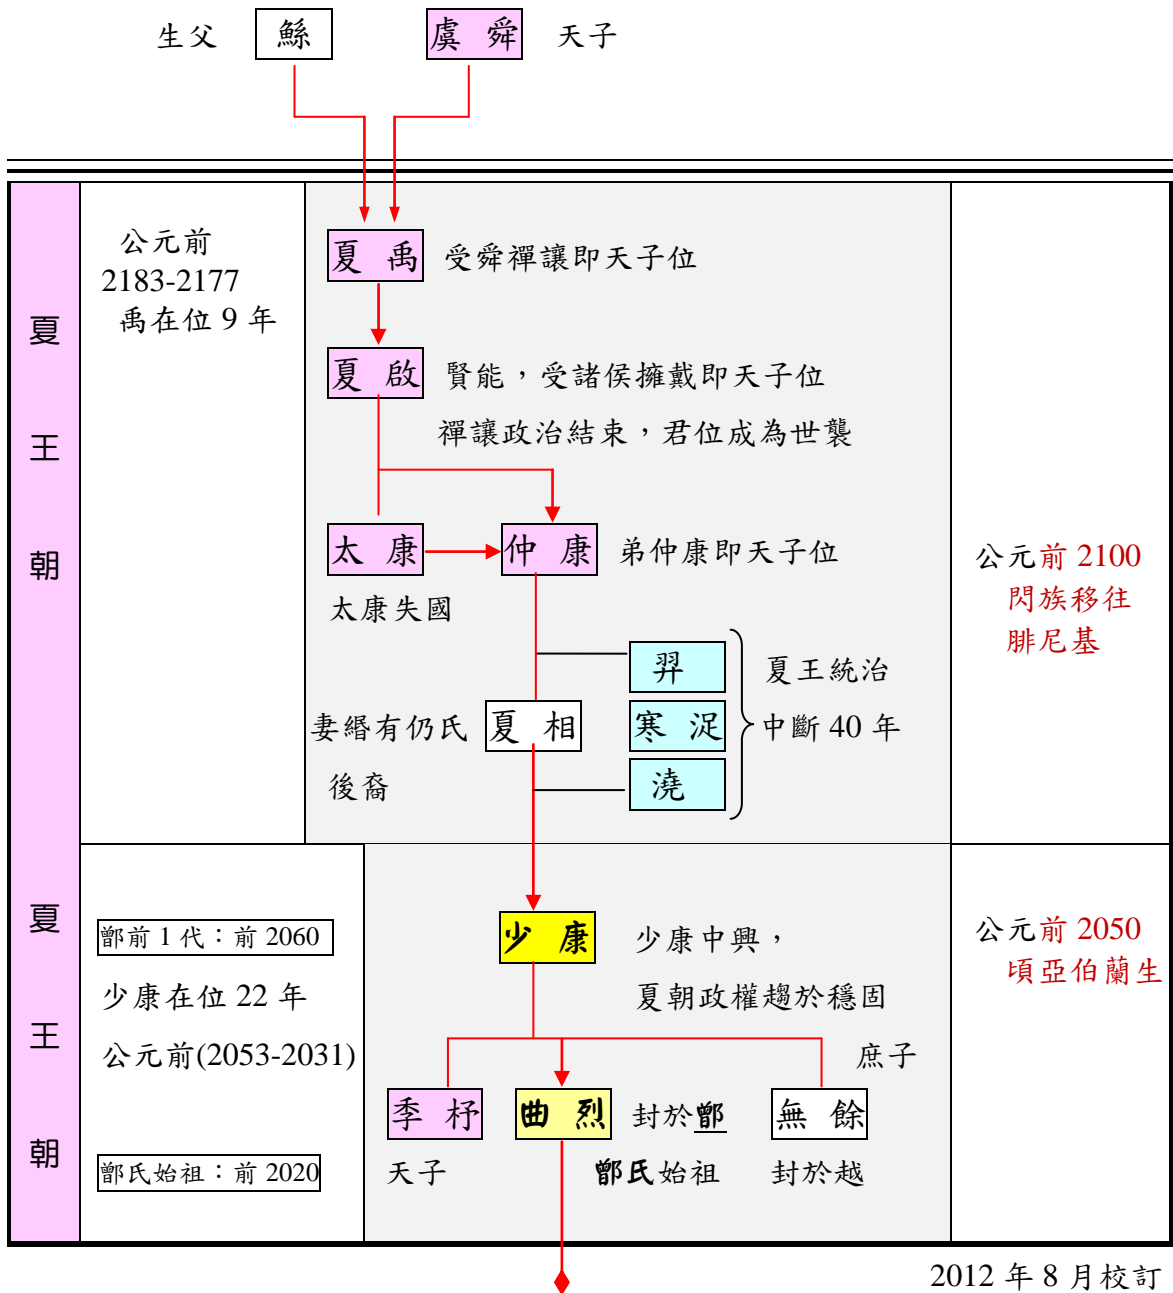 生父 鯀 虞舜 天子
夏王朝
公元前
2183-2177
禹在位 9 年
夏禹 受舜禪讓即天子位
夏啟 賢能，受諸侯擁戴即天子位
禪讓政治結束，君位成為世襲
太康 仲康 弟仲康即天子位
太康失國
羿
寒浞
澆
夏王統治
中斷 40 年
妻緡有仍氏 夏相
後裔
公元前 2100
閃族移往
腓尼基
夏王朝
鄫前 1 代：前 2060
少康在位 22 年
公元前(2053-2031)
鄫氏始祖：前 2020
少康 少康中興，
夏朝政權趨於穩固
庶子
季杼 曲烈 封於鄫 無餘
天子 鄫氏始祖 封於越
公元前 2050
頃亞伯蘭生
2012 年 8 月校訂